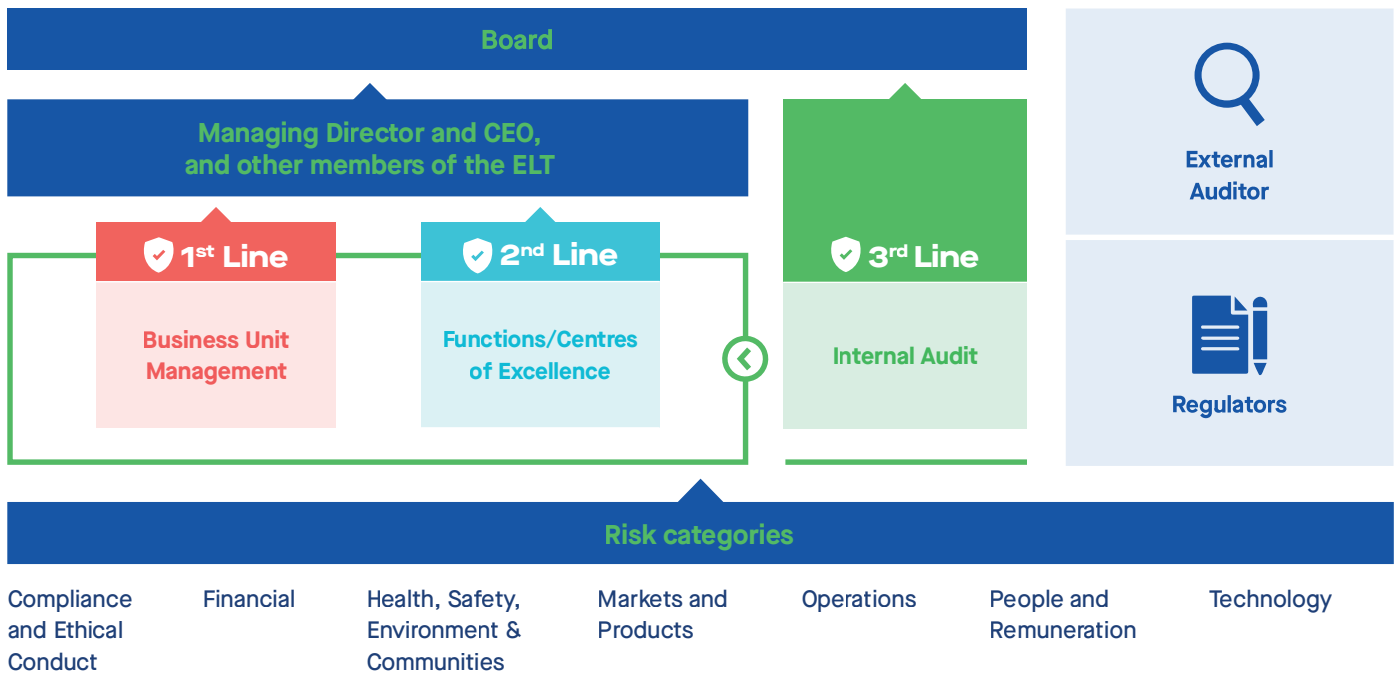 Board
Managing Director and CEO,
and other members of the ELT
1st Line
Business Unit
Management
2nd Line
Functions/Centres
of Excellence
3rd Line
Internal Audit
External
Auditor
Regulators
Risk categories
Compliance
and Ethical
Conduct
Financial
Health, Safety,
Environment &
Communities
Markets and
Products
Operations
People and
Remuneration
Technology